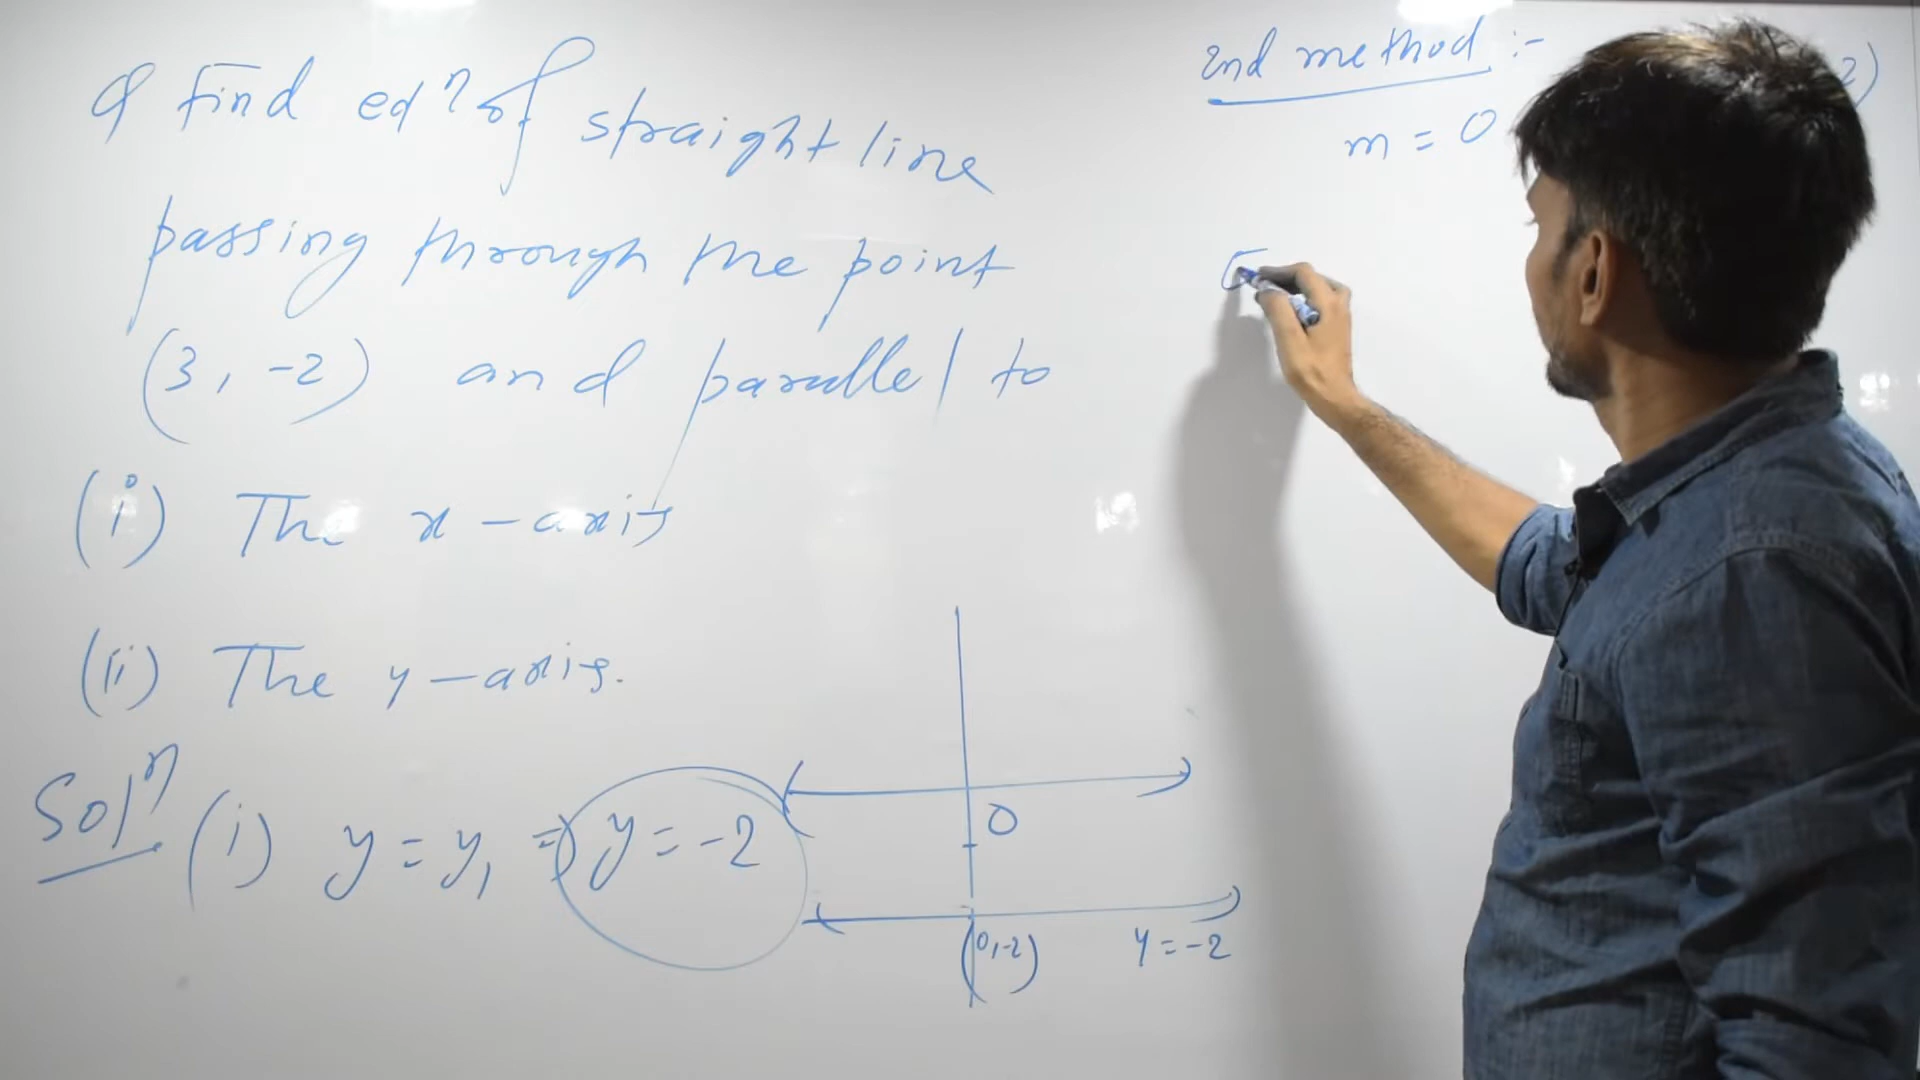 Q Find eqⁿ of straight line
passing through the point
(3, -2) and parallel to
(i) The x-axis
(ii) The y-axis.
Solⁿ (i) y = y₁ ⇒ y = -2
O
(0,-2)
y = -2
2nd method :-
2)
m = 0